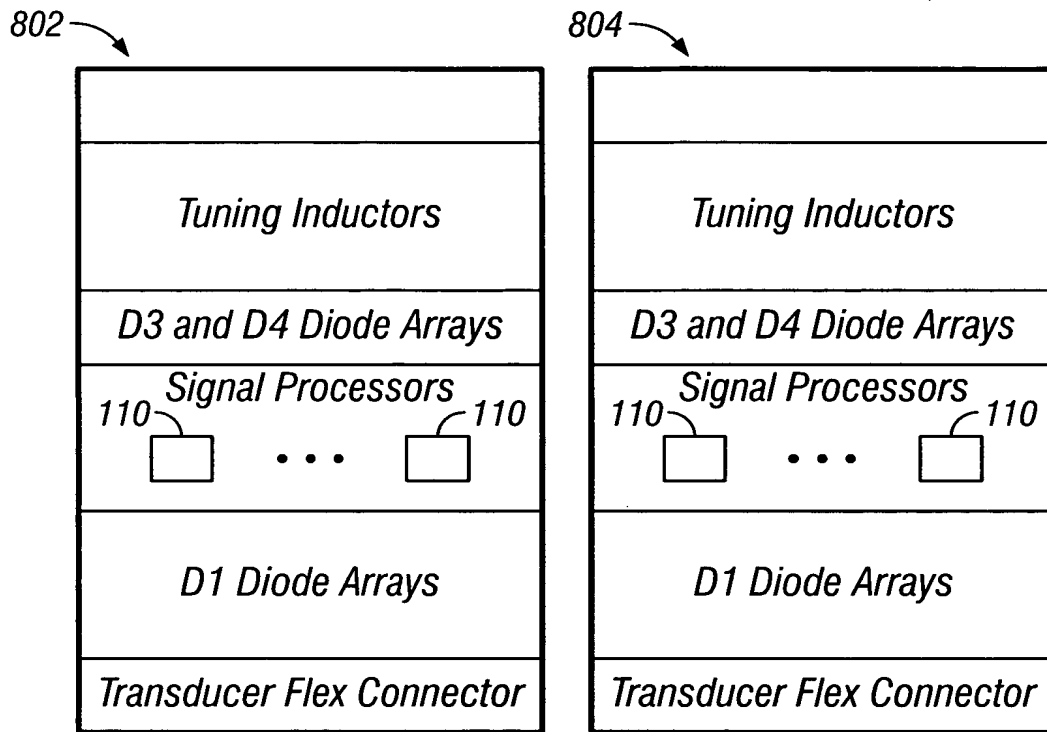 802
Tuning Inductors
D3 and D4 Diode Arrays
Signal Processors
110
110
D1 Diode Arrays
Transducer Flex Connector
804
Tuning Inductors
D3 and D4 Diode Arrays
Signal Processors
110
110
D1 Diode Arrays
Transducer Flex Connector